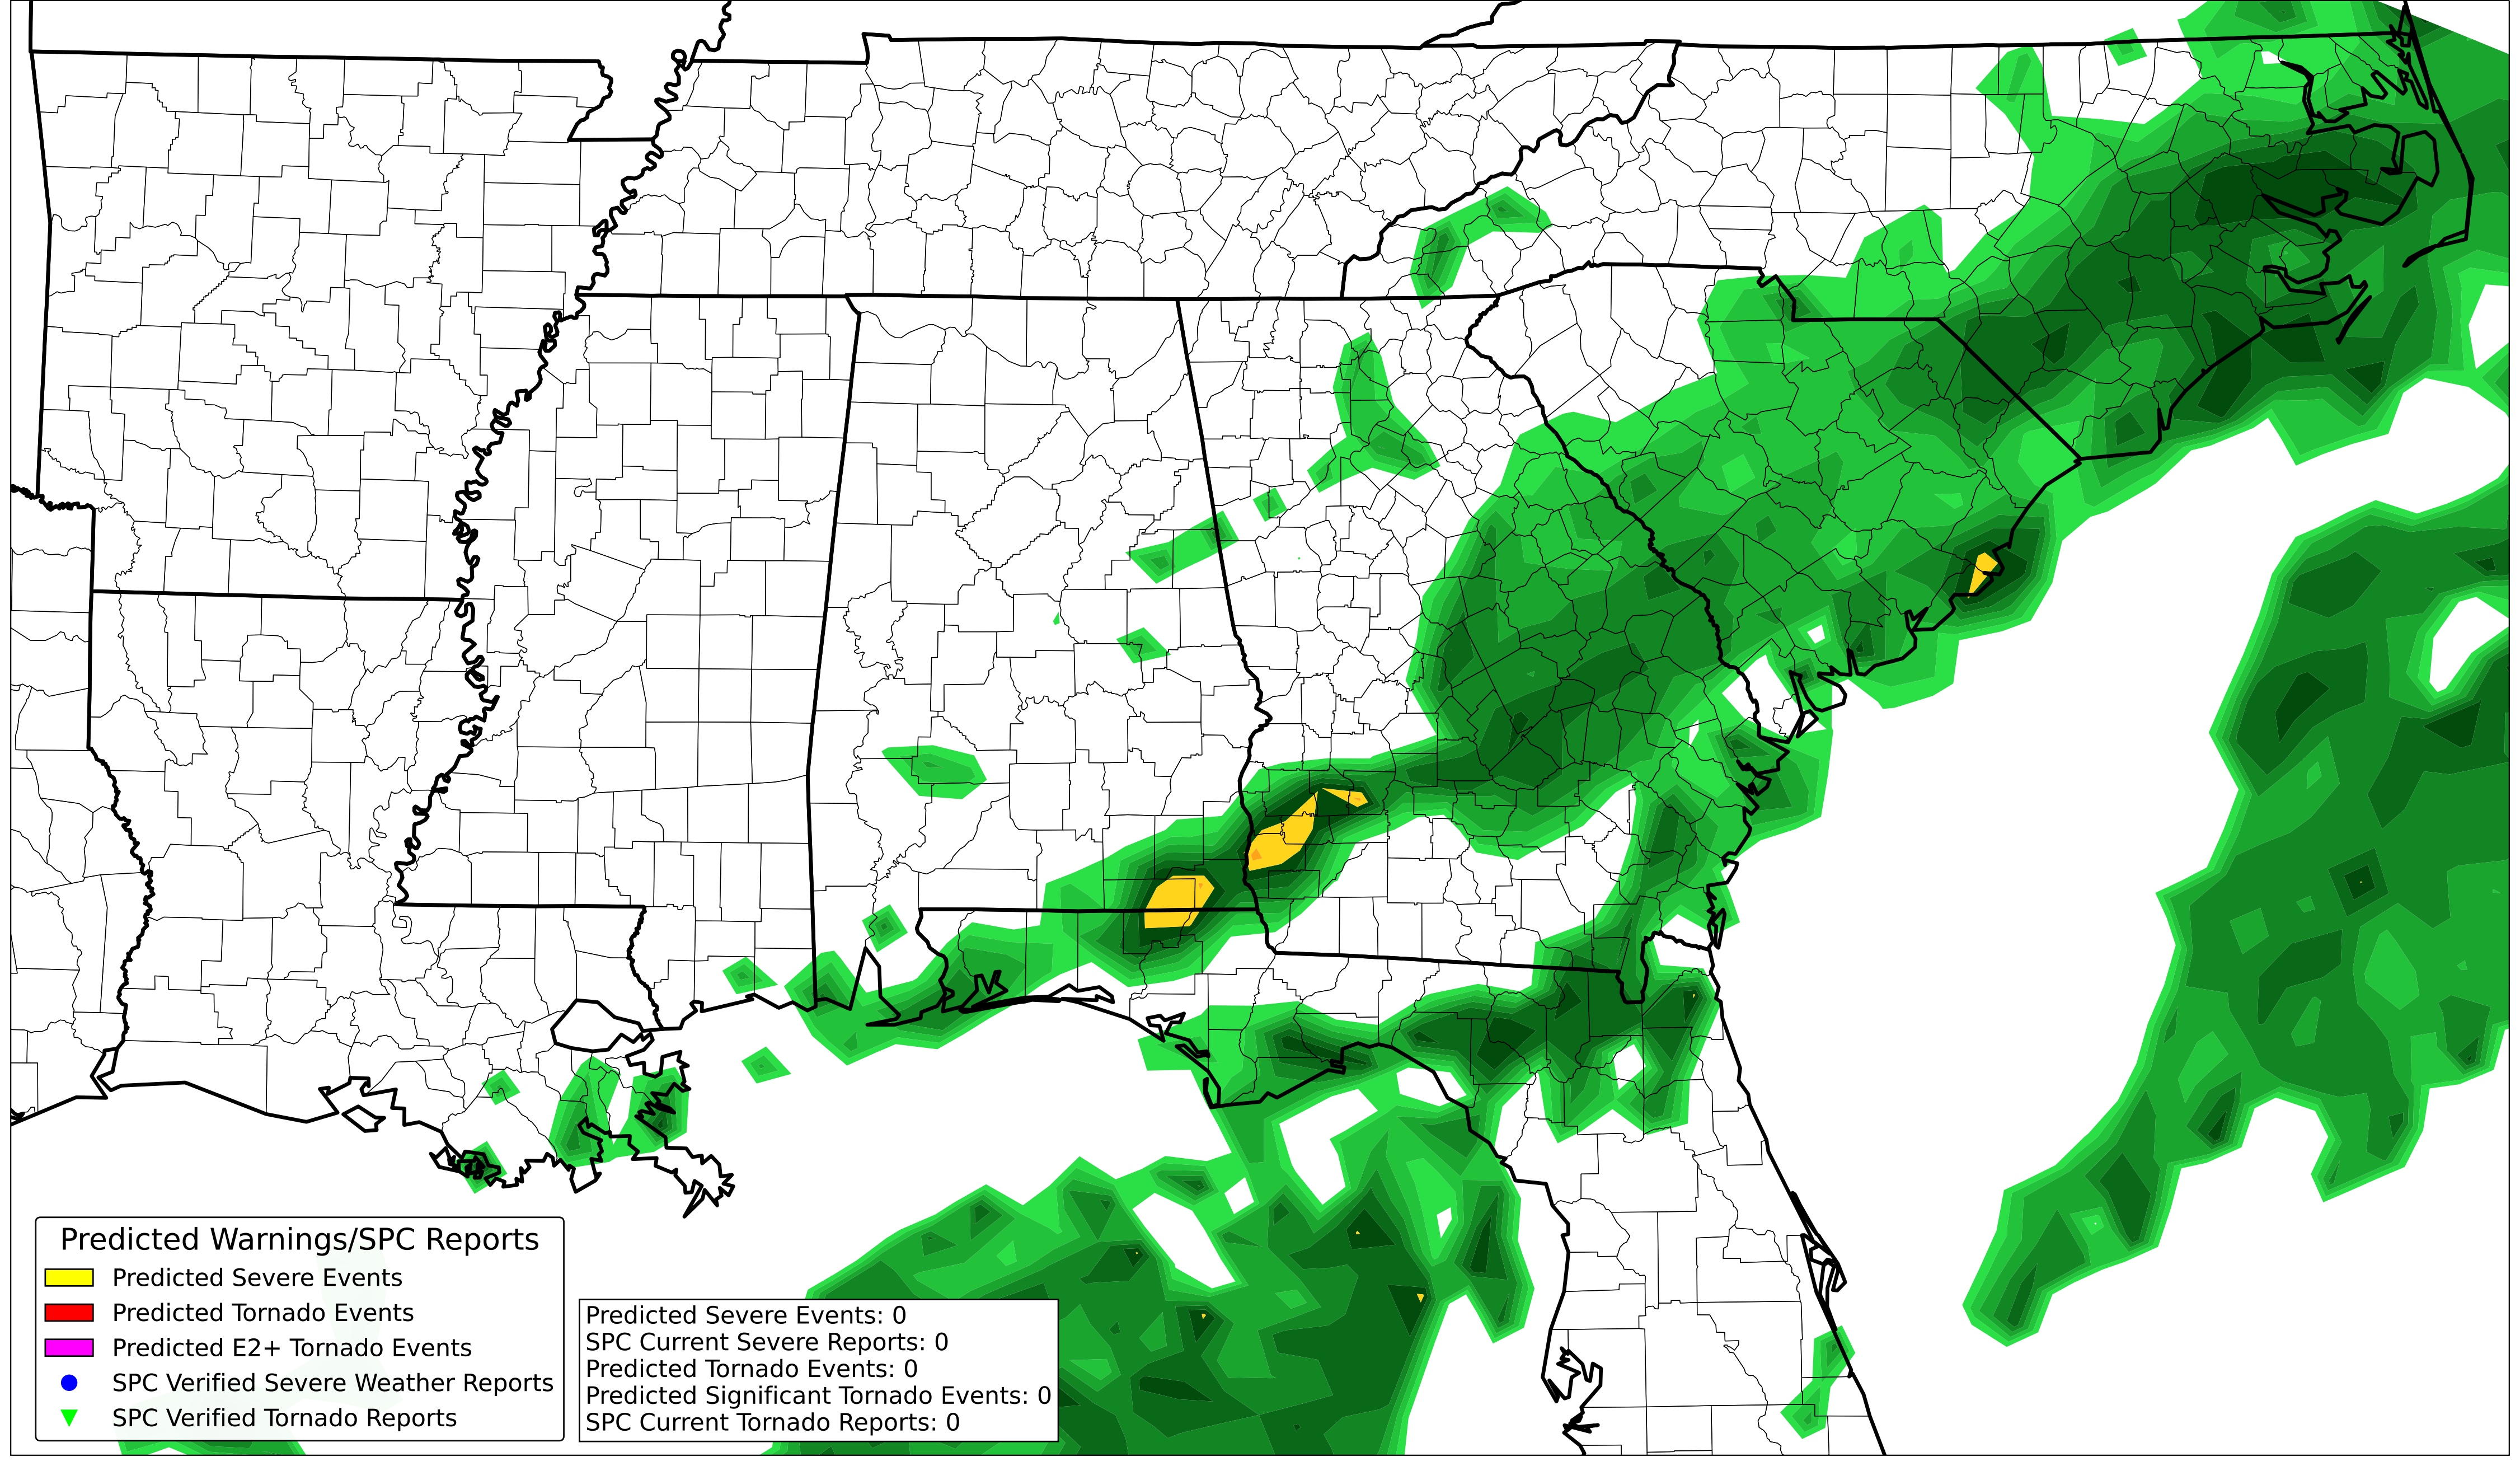 Predicted Warnings/SPC Reports
Predicted Severe Events
Predicted Tornado Events
Predicted E2+ Tornado Events
SPC Verified Severe Weather Reports
SPC Verified Tornado Reports
Predicted Severe Events: 0
SPC Current Severe Reports: 0
Predicted Tornado Events: 0
Predicted Significant Tornado Events: 0
SPC Current Tornado Reports: 0